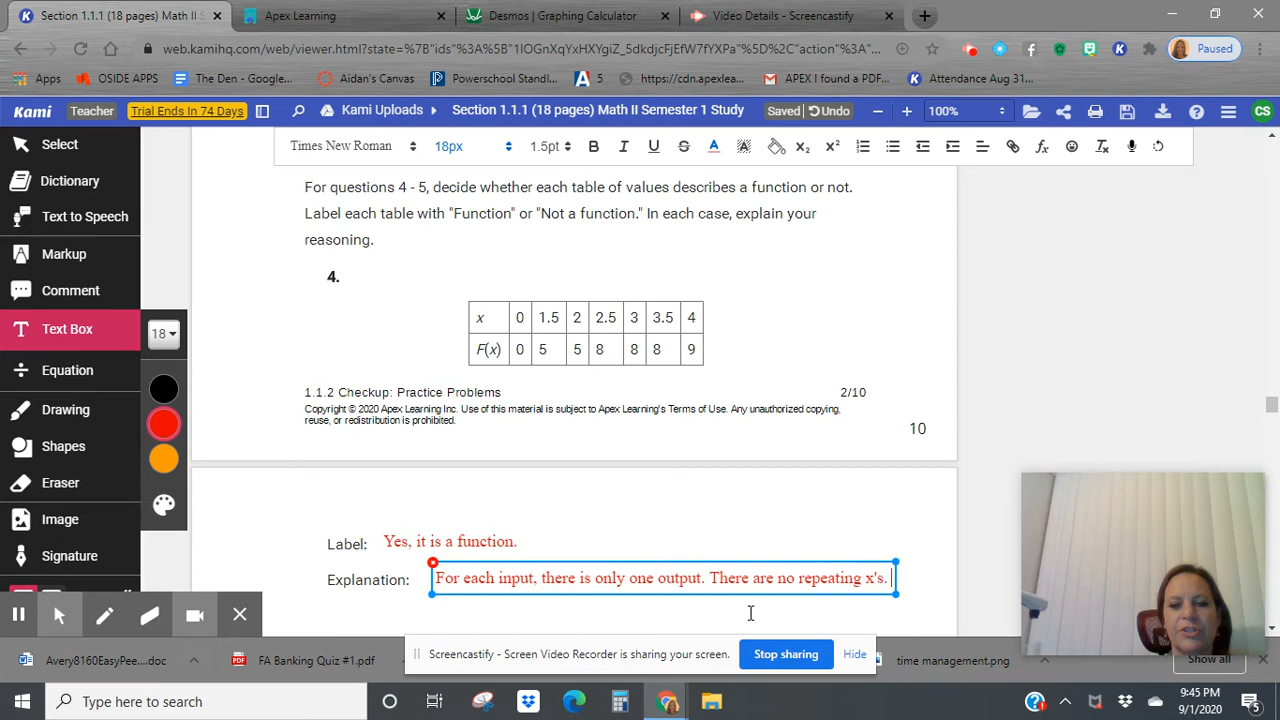 Section 1.1.1 (18 pages) Math II S
Apex Learning
Desmos | Graphing Calculator
Video Details - Screencastify
web.kamihq.com/web/viewer.html?state=%7B"ids"%3A%5B"1IOGnXqYxHXYgiZ_5dkdjcFjEfW7fYXPa"%5D%2C"action"%3A"...
Paused
Apps
OSIDE APPS
The Den - Google...
Aidan's Canvas
Powerschool Standl...
5
https://cdn.apexlea...
APEX I found a PDF...
Attendance Aug 31...
Kami
Teacher
Trial Ends In 74 Days
Kami Uploads
Section 1.1.1 (18 pages) Math II Semester 1 Study
Saved
Undo
100%
CS
Times New Roman
18px
1.5pt
Select
Dictionary
Text to Speech
Markup
Comment
Text Box
18
Equation
Drawing
Shapes
Eraser
Image
Signature
For questions 4 - 5, decide whether each table of values describes a function or not.
Label each table with "Function" or "Not a function." In each case, explain your
reasoning.
4.
x 0 1.5 2 2.5 3 3.5 4
F(x) 0 5 5 8 8 8 9
1.1.2 Checkup: Practice Problems 2/10
Copyright © 2020 Apex Learning Inc. Use of this material is subject to Apex Learning's Terms of Use. Any unauthorized copying,
reuse, or redistribution is prohibited.
10
Label: Yes, it is a function.
Explanation: For each input, there is only one output. There are no repeating x's.
Screencastify - Screen Video Recorder is sharing your screen.
Stop sharing
Hide
Avery8160EasyPee....doc
FA Banking Quiz #1.pdf
time management.png
Show all
Type here to search
9:45 PM
9/1/2020
5